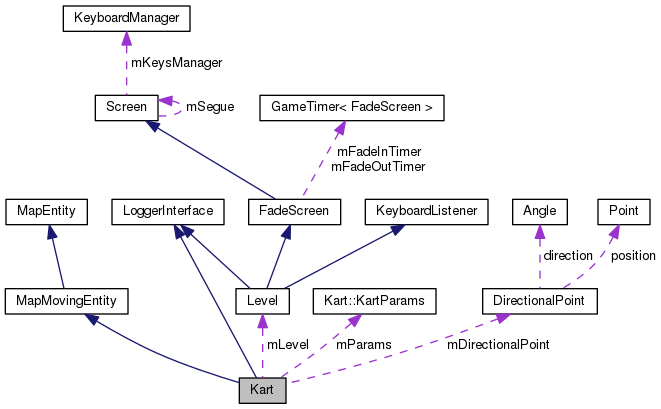 KeyboardManager
mKeysManager
Screen
mSegue
GameTimer< FadeScreen >
mFadeInTimer
mFadeOutTimer
MapEntity
LoggerInterface
FadeScreen
KeyboardListener
Angle
Point
direction
position
MapMovingEntity
Level
Kart::KartParams
DirectionalPoint
mLevel
mParams
mDirectionalPoint
Kart